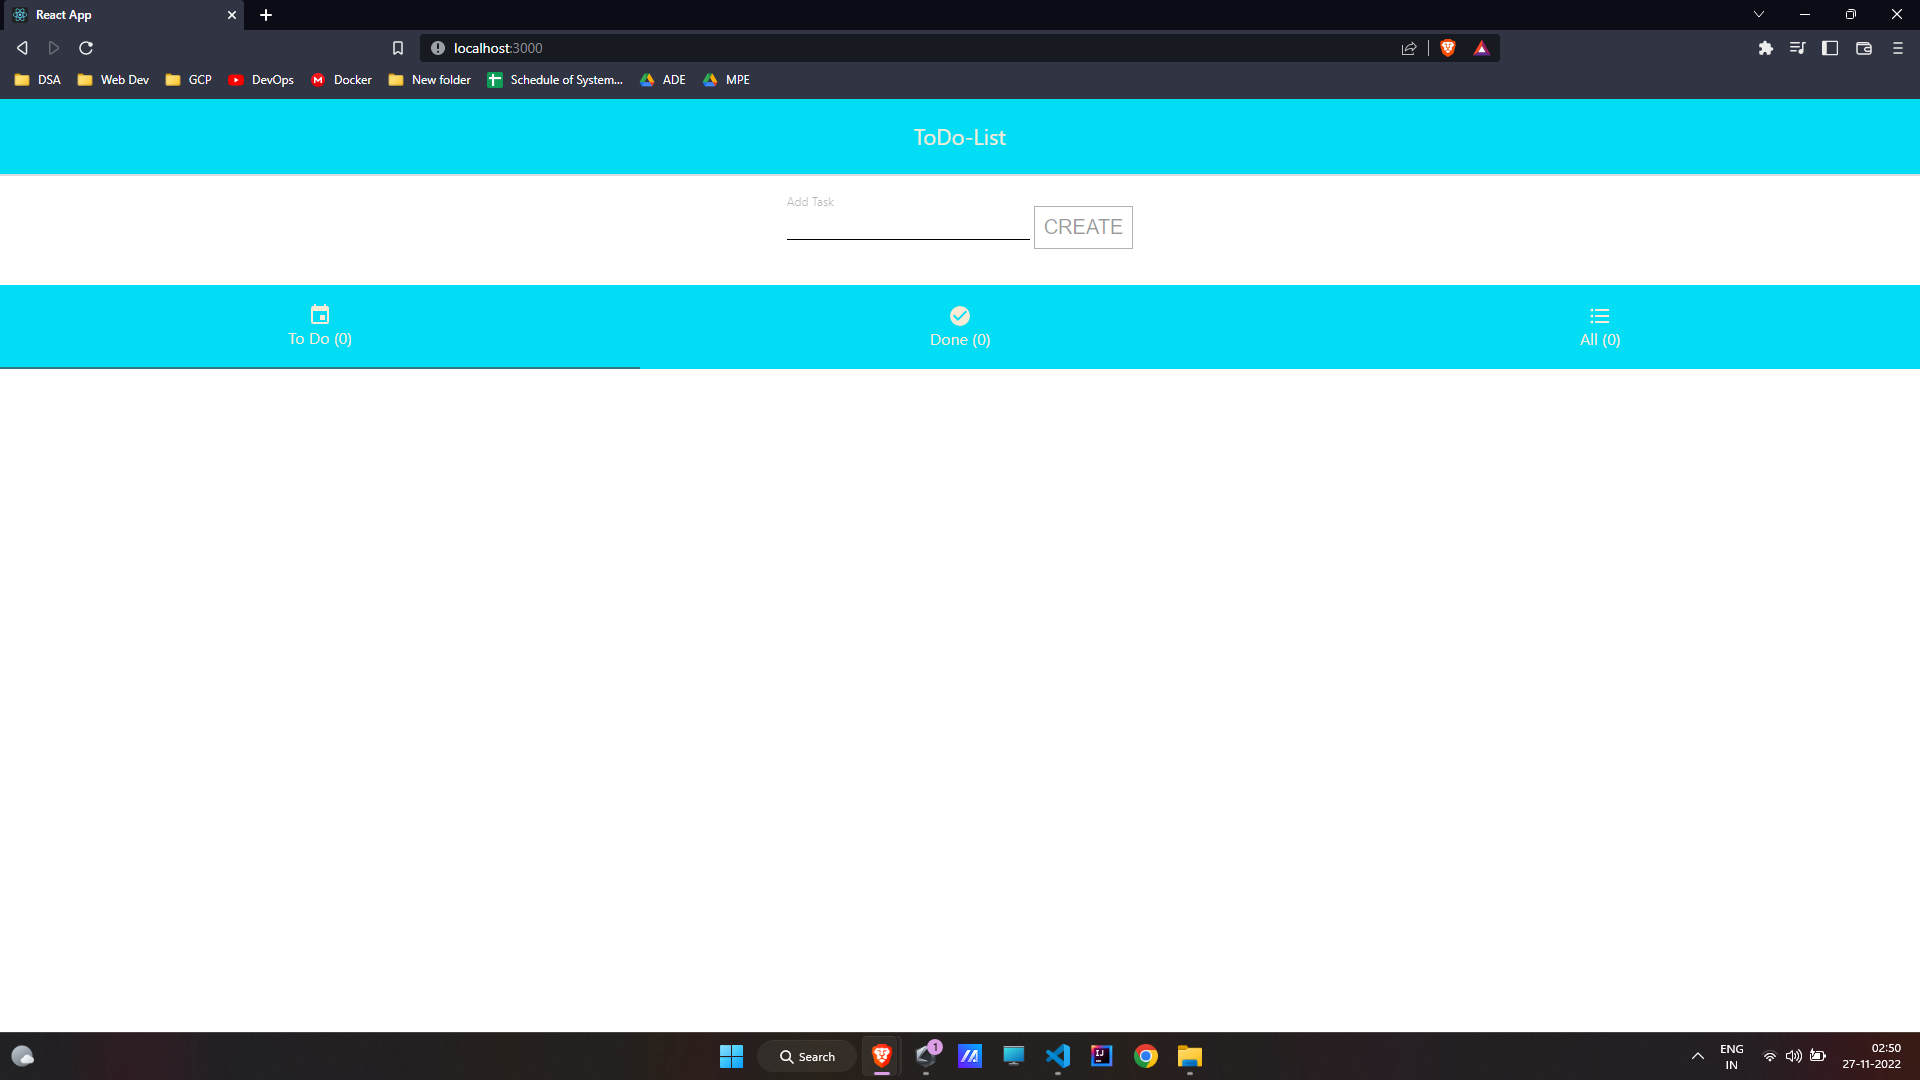 React App
localhost:3000
DSA
Web Dev
GCP
DevOps
Docker
New folder
Schedule of System...
ADE
MPE
ToDo-List
Add Task
CREATE
To Do (0)
Done (0)
All (0)
Search
1
ENG
IN
02:50
27-11-2022